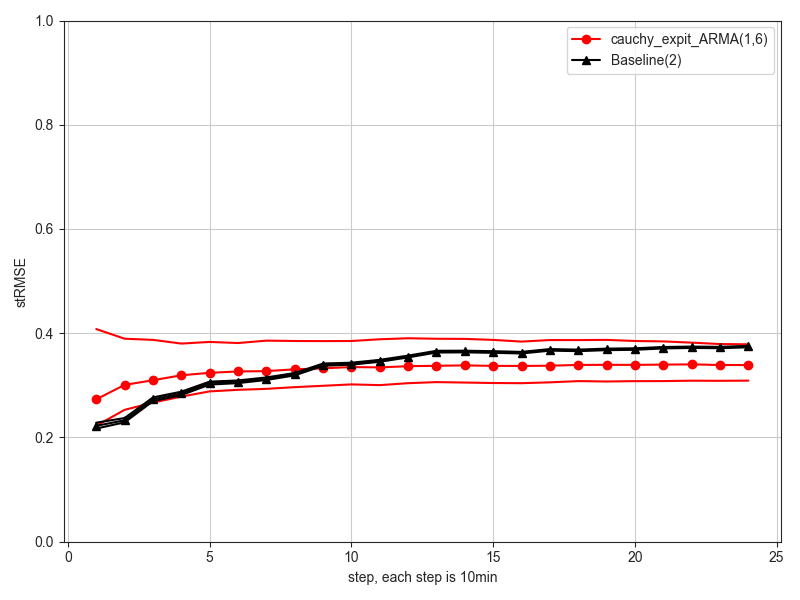 1.0
0.8
0.6
0.4
0.2
0.0
stRMSE
cauchy_expit_ARMA(1,6)
Baseline(2)
0 5 10 15 20 25
step, each step is 10min